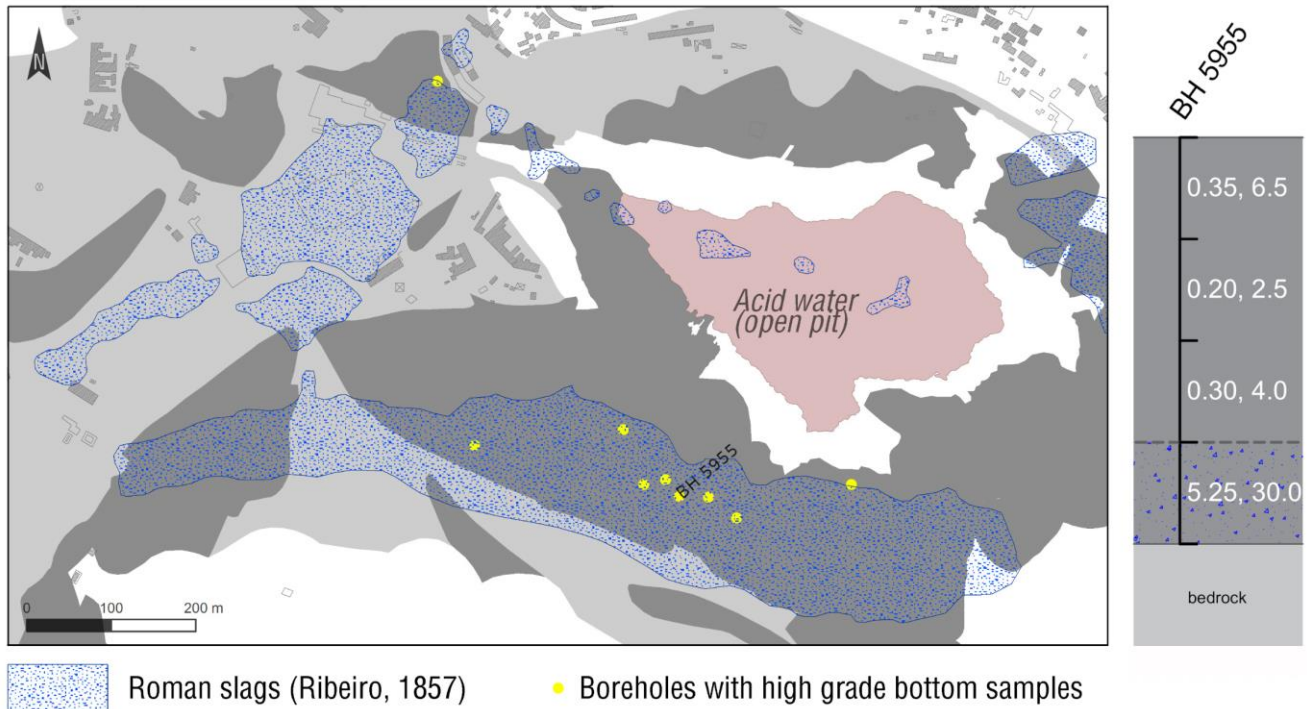 N
Acid water
(open pit)
BH 5955
0 100 200 m
BH 5955
0.35, 6.5
0.20, 2.5
0.30, 4.0
5.25, 30.0
bedrock
Roman slags (Ribeiro, 1857)
Boreholes with high grade bottom samples